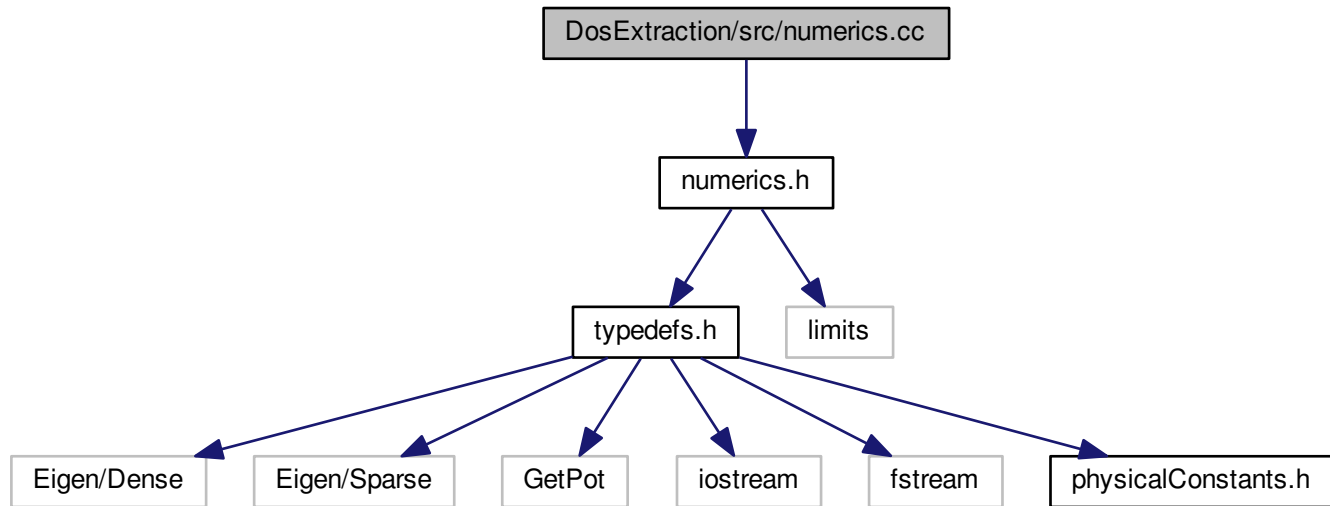 DosExtraction/src/numerics.cc
numerics.h
typedefs.h
limits
Eigen/Dense
Eigen/Sparse
GetPot
iostream
fstream
physicalConstants.h